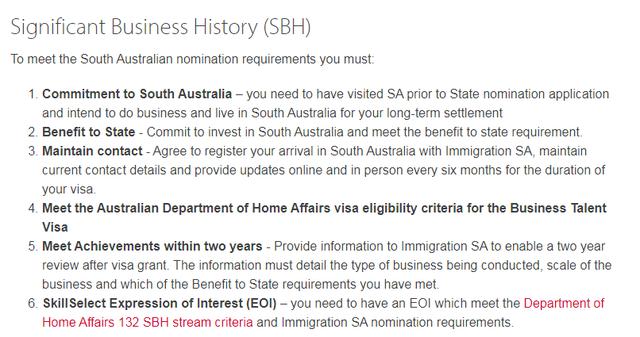 Significant Business History (SBH)
To meet the South Australian nomination requirements you must:
1. Commitment to South Australia – you need to have visited SA prior to State nomination application
and intend to do business and live in South Australia for your long-term settlement
2. Benefit to State - Commit to invest in South Australia and meet the benefit to state requirement.
3. Maintain contact - Agree to register your arrival in South Australia with Immigration SA, maintain
current contact details and provide updates online and in person every six months for the duration of
your visa.
4. Meet the Australian Department of Home Affairs visa eligibility criteria for the Business Talent
Visa
5. Meet Achievements within two years - Provide information to Immigration SA to enable a two year
review after visa grant. The information must detail the type of business being conducted, scale of the
business and which of the Benefit to State requirements you have met.
6. SkillSelect Expression of Interest (EOI) – you need to have an EOI which meet the Department of
Home Affairs 132 SBH stream criteria and Immigration SA nomination requirements.